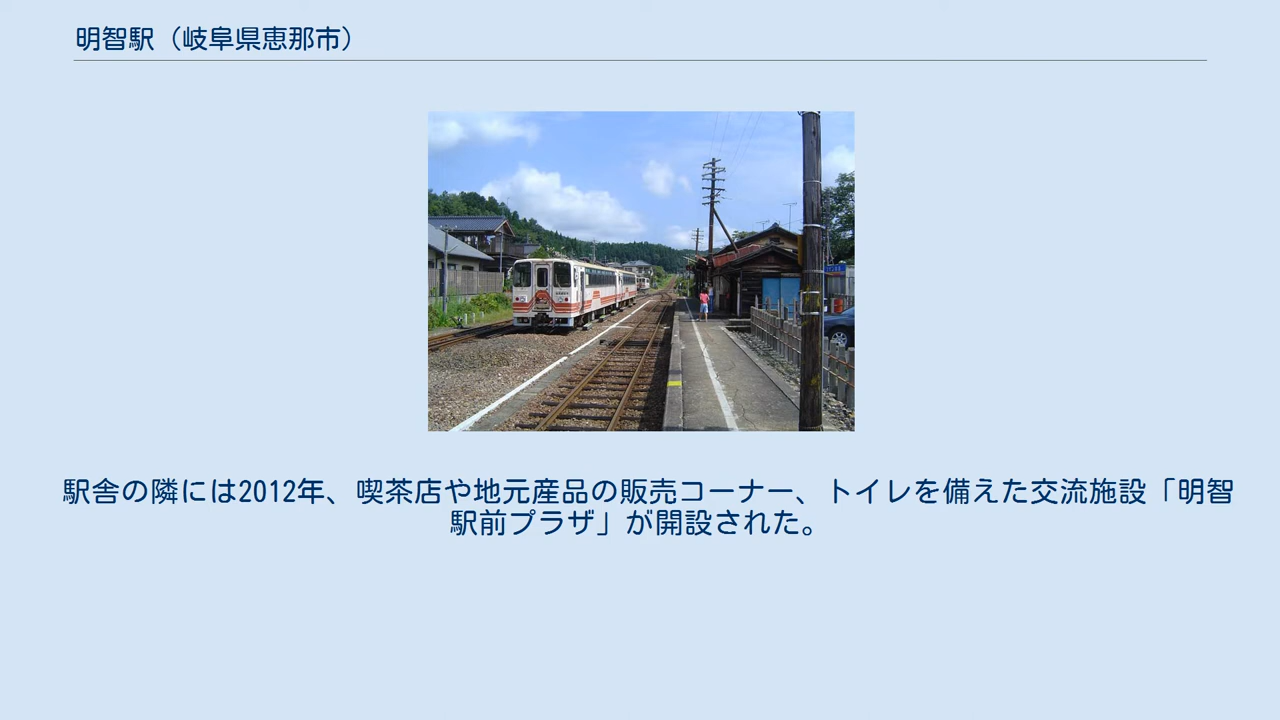 明智駅（岐阜県恵那市）
駅舎の隣には2012年、喫茶店や地元産品の販売コーナー、トイレを備えた交流施設「明智
駅前プラザ」が開設された。